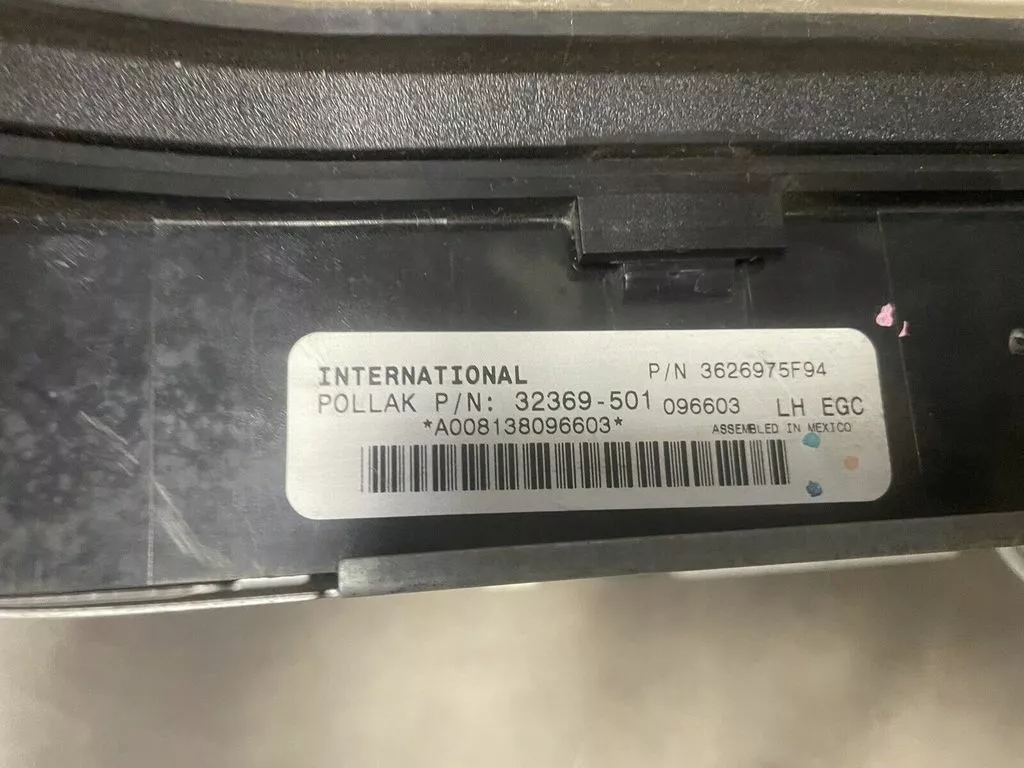 INTERNATIONAL P/N 3626975F94
POLLAK P/N: 32369-501 096603 LH EGC
*A008138096603* ASSEMBLED IN MEXICO